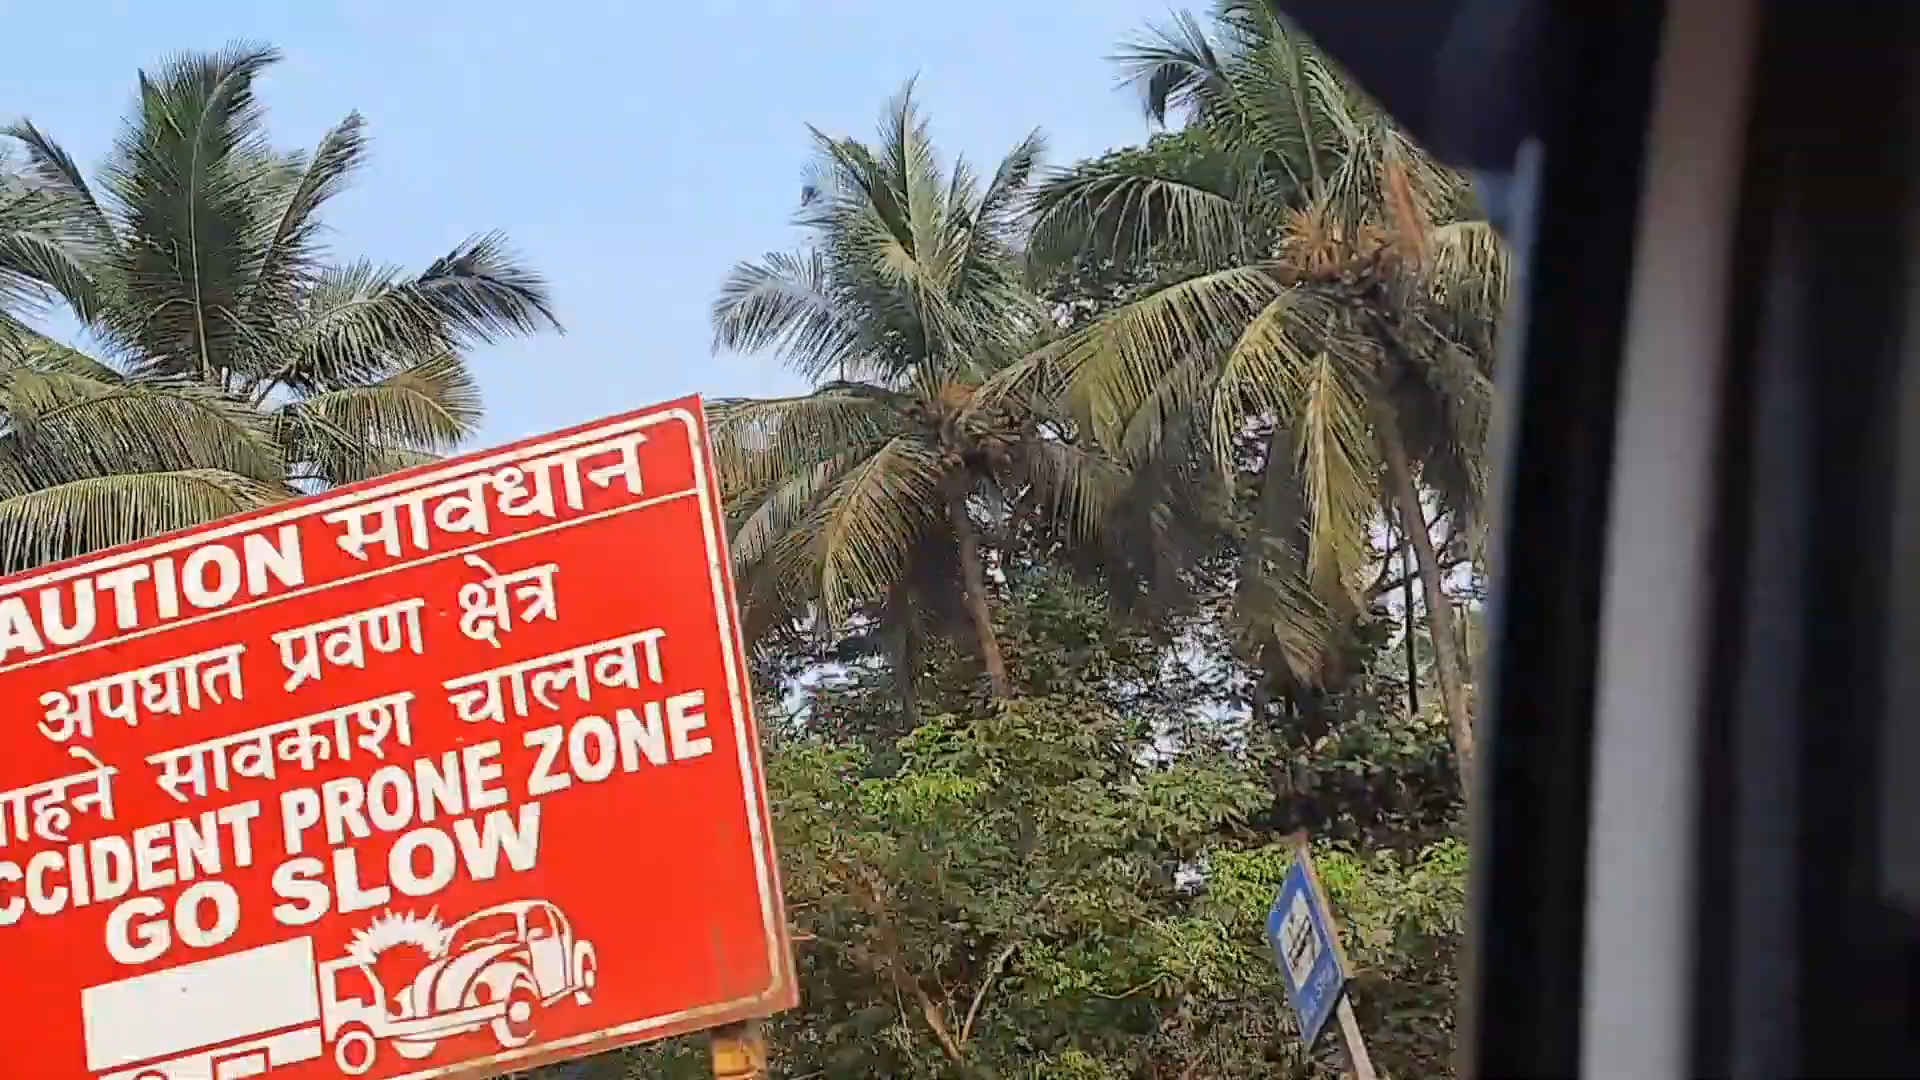 AUTION सावधान
अपघात प्रवण क्षेत्र
ाहने सावकाश चालवा
CCIDENT PRONE ZONE
GO SLOW